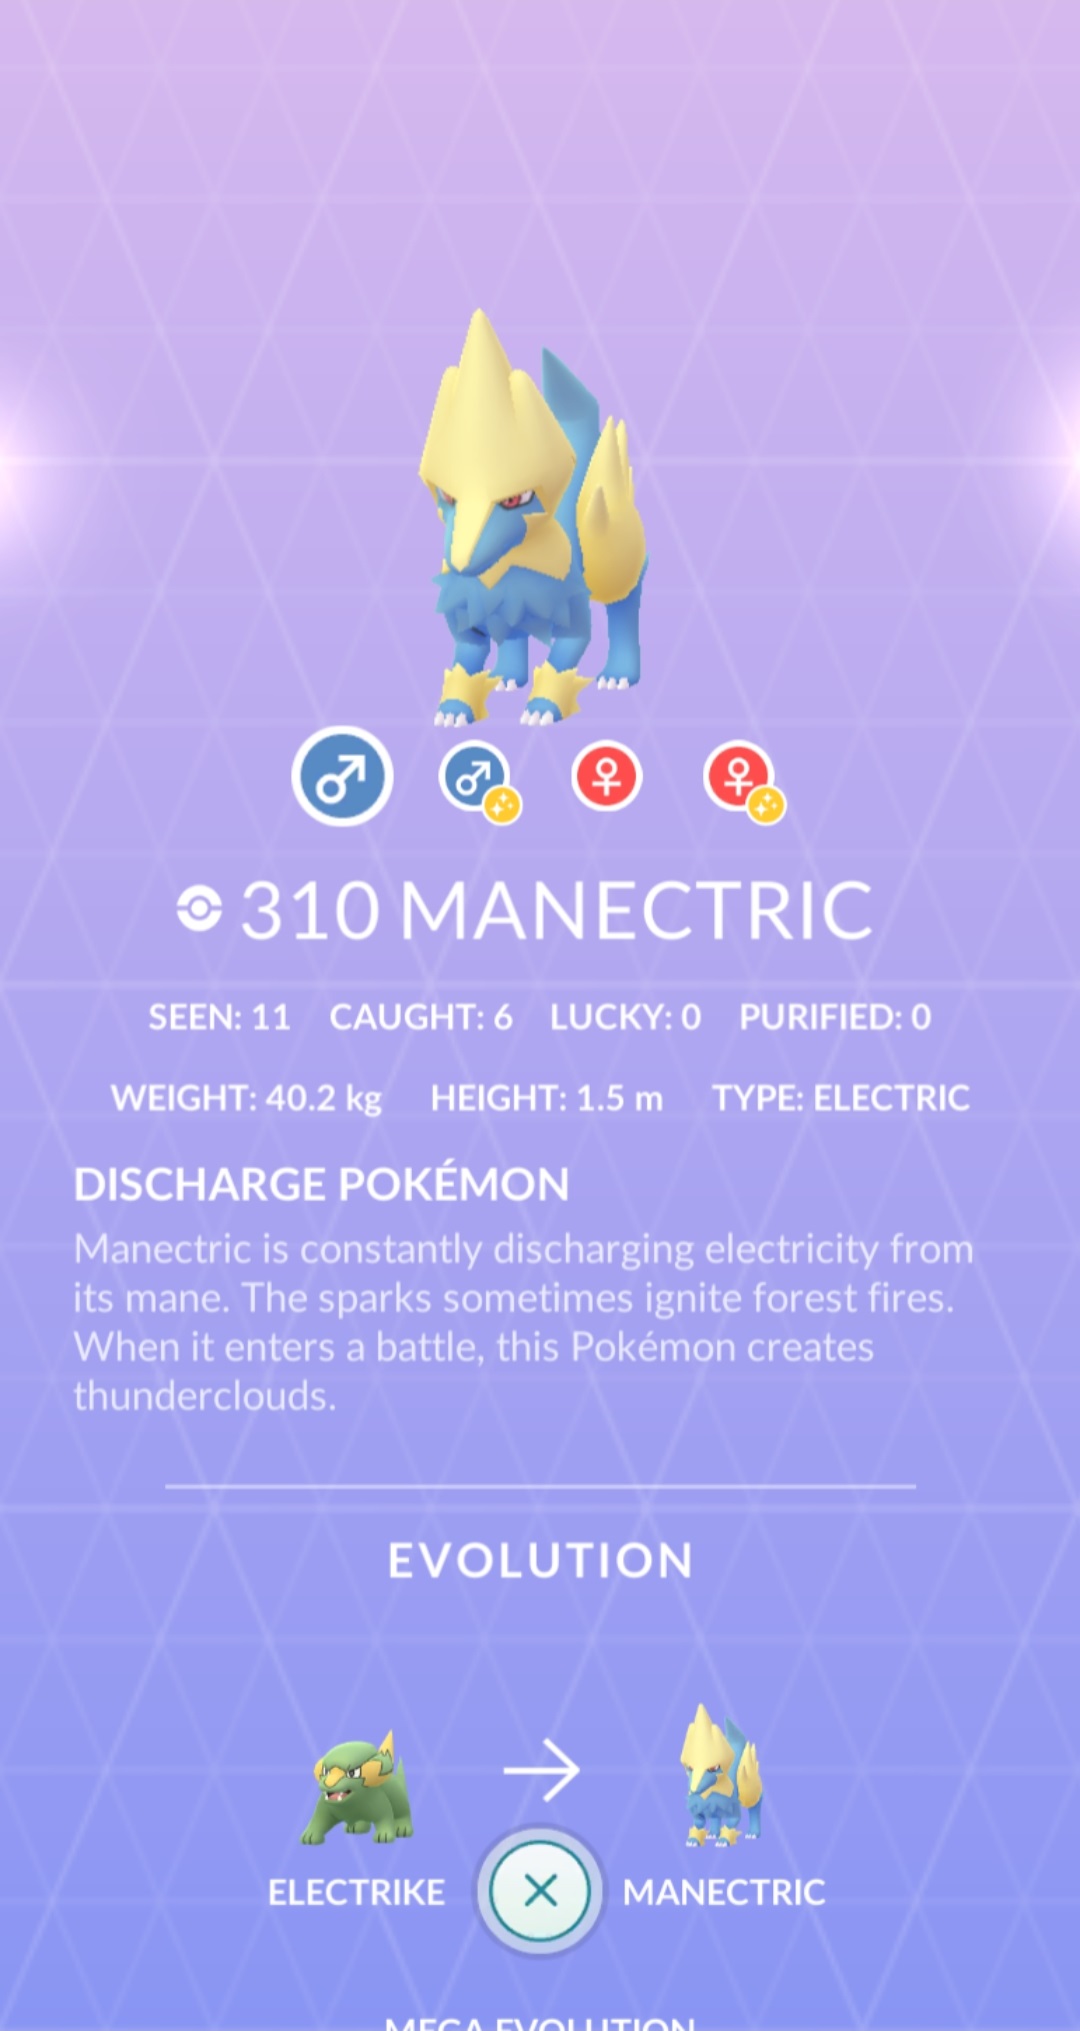 310 MANECTRIC
SEEN: 11 CAUGHT: 6 LUCKY: 0 PURIFIED: 0
WEIGHT: 40.2 kg HEIGHT: 1.5 m TYPE: ELECTRIC
DISCHARGE POKÉMON
Manectric is constantly discharging electricity from
its mane. The sparks sometimes ignite forest fires.
When it enters a battle, this Pokémon creates
thunderclouds.
EVOLUTION
ELECTRIKE MANECTRIC
MEGA EVOLUTION